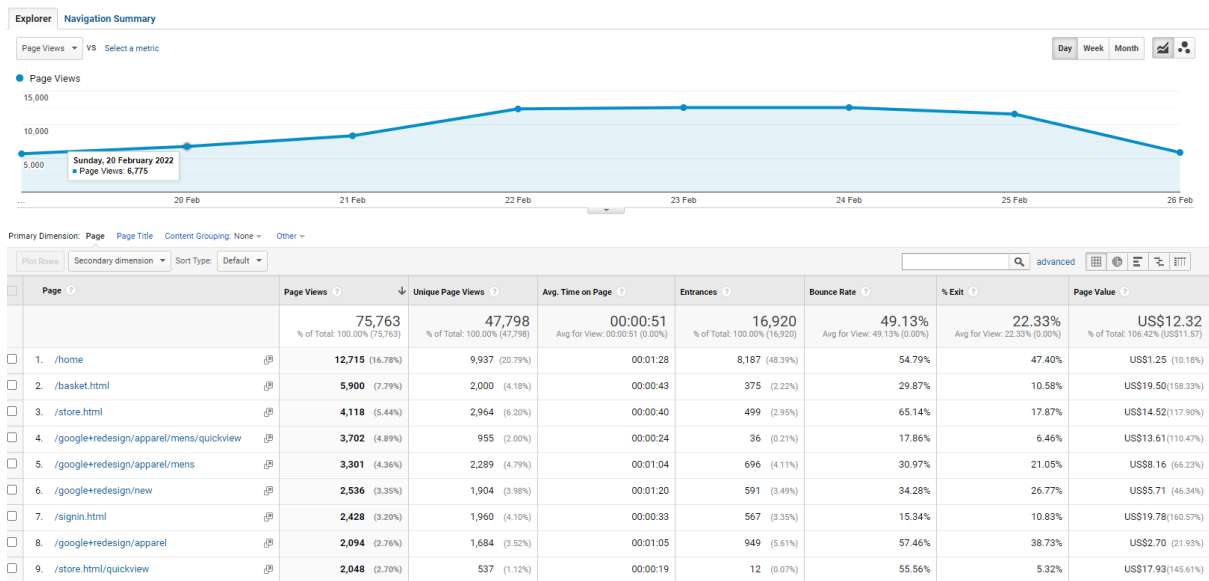 Explorer Navigation Summary
Page Views VS Select a metric Day Week Month
Page Views
15,000
10,000
5,000
Sunday, 20 February 2022
Page Views: 6,775
... 20 Feb 21 Feb 22 Feb 23 Feb 24 Feb 25 Feb 26 Feb
Primary Dimension: Page Page Title Content Grouping: None Other
Plot Rows Secondary dimension Sort Type: Default advanced
Page ? Page Views ? Unique Page Views ? Avg. Time on Page ? Entrances ? Bounce Rate ? % Exit ? Page Value ?
75,763 47,798 00:00:51 16,920 49.13% 22.33% US$12.32
% of Total: 100.00% (75,763) % of Total: 100.00% (47,798) Avg for View: 00:00:51 (0.00%) % of Total: 100.00% (16,920) Avg for View: 49.13% (0.00%) Avg for View: 22.33% (0.00%) % of Total: 106.42% (US$11.57)
1. /home 12,715 (16.78%) 9,937 (20.79%) 00:01:28 8,187 (48.39%) 54.79% 47.40% US$1.25 (10.18%)
2. /basket.html 5,900 (7.79%) 2,000 (4.18%) 00:00:43 375 (2.22%) 29.87% 10.58% US$19.50(158.33%)
3. /store.html 4,118 (5.44%) 2,964 (6.20%) 00:00:40 499 (2.95%) 65.14% 17.87% US$14.52(117.90%)
4. /google+redesign/apparel/mens/quickview 3,702 (4.89%) 955 (2.00%) 00:00:24 36 (0.21%) 17.86% 6.46% US$13.61(110.47%)
5. /google+redesign/apparel/mens 3,301 (4.36%) 2,289 (4.79%) 00:01:04 696 (4.11%) 30.97% 21.05% US$8.16 (66.23%)
6. /google+redesign/new 2,536 (3.35%) 1,904 (3.98%) 00:01:20 591 (3.49%) 34.28% 26.77% US$5.71 (46.34%)
7. /signin.html 2,428 (3.20%) 1,960 (4.10%) 00:00:33 567 (3.35%) 15.34% 10.83% US$19.78(160.57%)
8. /google+redesign/apparel 2,094 (2.76%) 1,684 (3.52%) 00:01:05 949 (5.61%) 57.46% 38.73% US$2.70 (21.93%)
9. /store.html/quickview 2,048 (2.70%) 537 (1.12%) 00:00:19 12 (0.07%) 55.56% 5.32% US$17.93(145.61%)